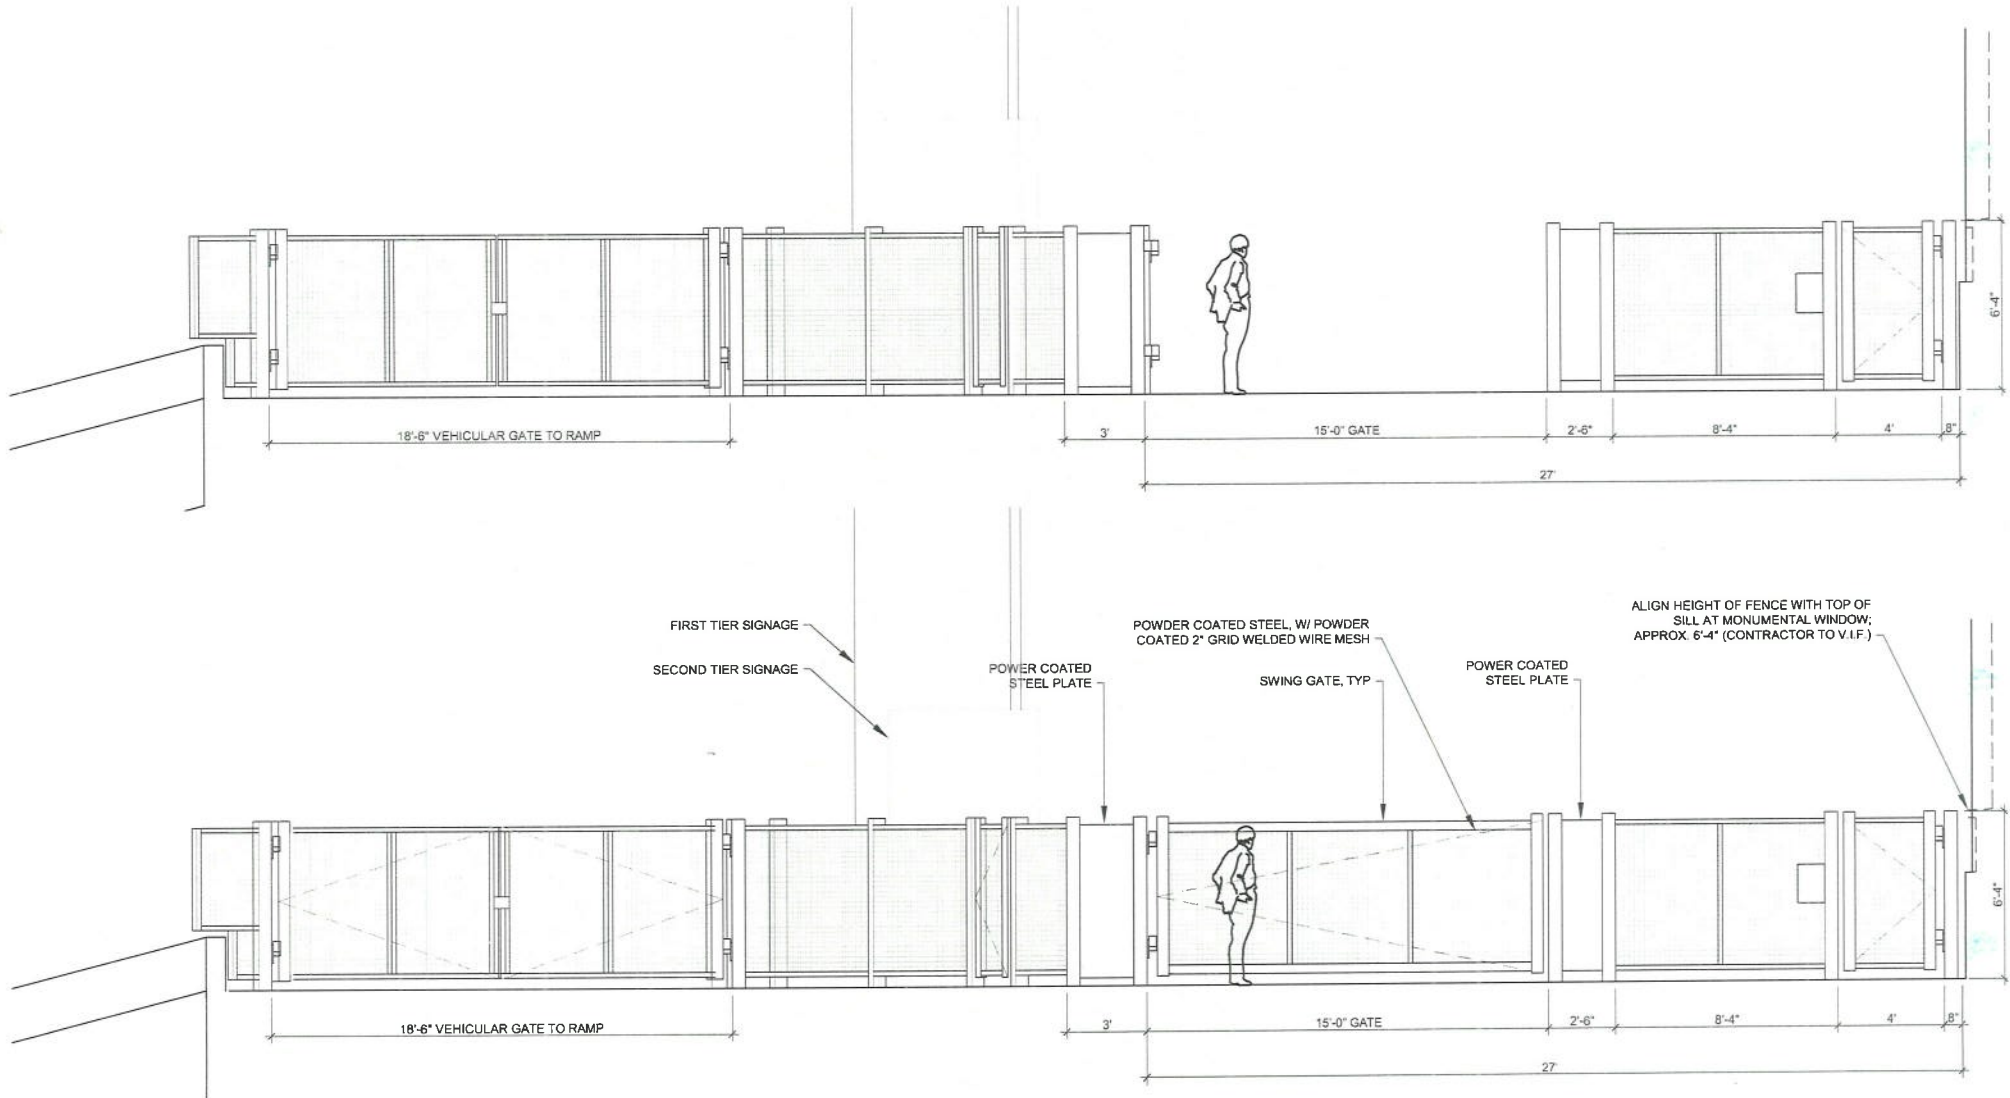 6'-4"
18'-6" VEHICULAR GATE TO RAMP
3'
15'-0" GATE
2'-6"
8'-4"
4'
8"
27'
FIRST TIER SIGNAGE
SECOND TIER SIGNAGE
POWER COATED
STEEL PLATE
POWDER COATED STEEL, W/ POWDER
COATED 2" GRID WELDED WIRE MESH
SWING GATE, TYP
POWER COATED
STEEL PLATE
ALIGN HEIGHT OF FENCE WITH TOP OF
SILL AT MONUMENTAL WINDOW;
APPROX. 6'-4" (CONTRACTOR TO V.I.F.)
6'-4"
18'-6" VEHICULAR GATE TO RAMP
3'
15'-0" GATE
2'-6"
8'-4"
4'
8"
27'